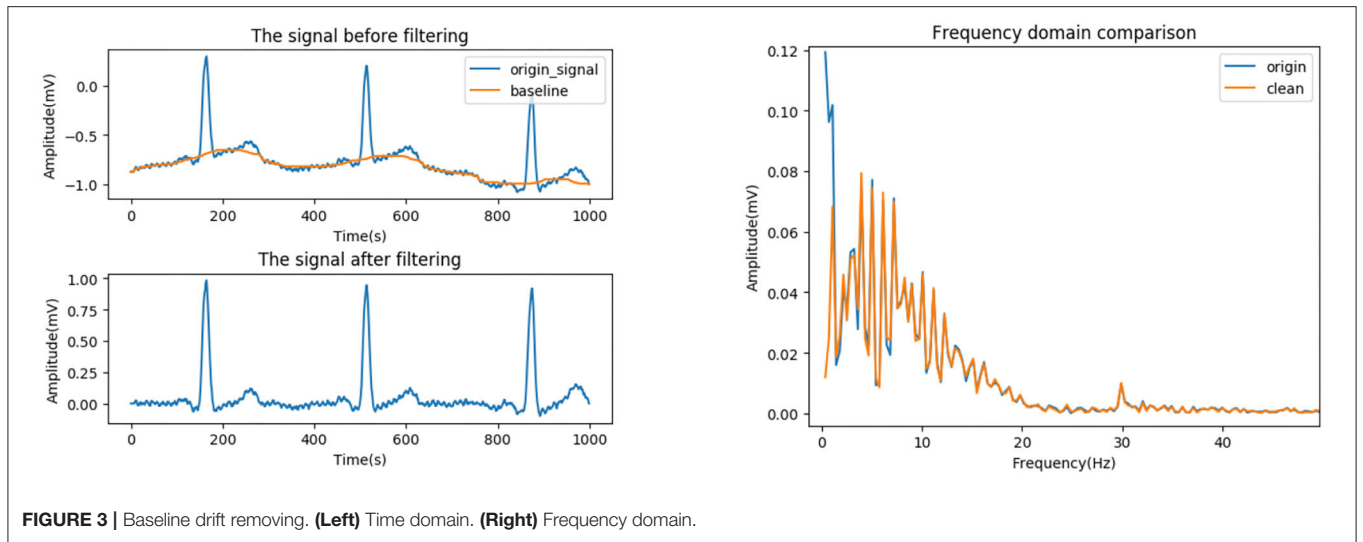 The signal before filtering
origin_signal
baseline
Amplitude(mV)
0.0
−0.5
−1.0
0 200 400 600 800 1000
Time(s)
The signal after filtering
Amplitude(mV)
1.00
0.75
0.50
0.25
0.00
0 200 400 600 800 1000
Time(s)
Frequency domain comparison
origin
clean
Amplitude(mV)
0.12
0.10
0.08
0.06
0.04
0.02
0.00
0 10 20 30 40
Frequency(Hz)
FIGURE 3 | Baseline drift removing. (Left) Time domain. (Right) Frequency domain.